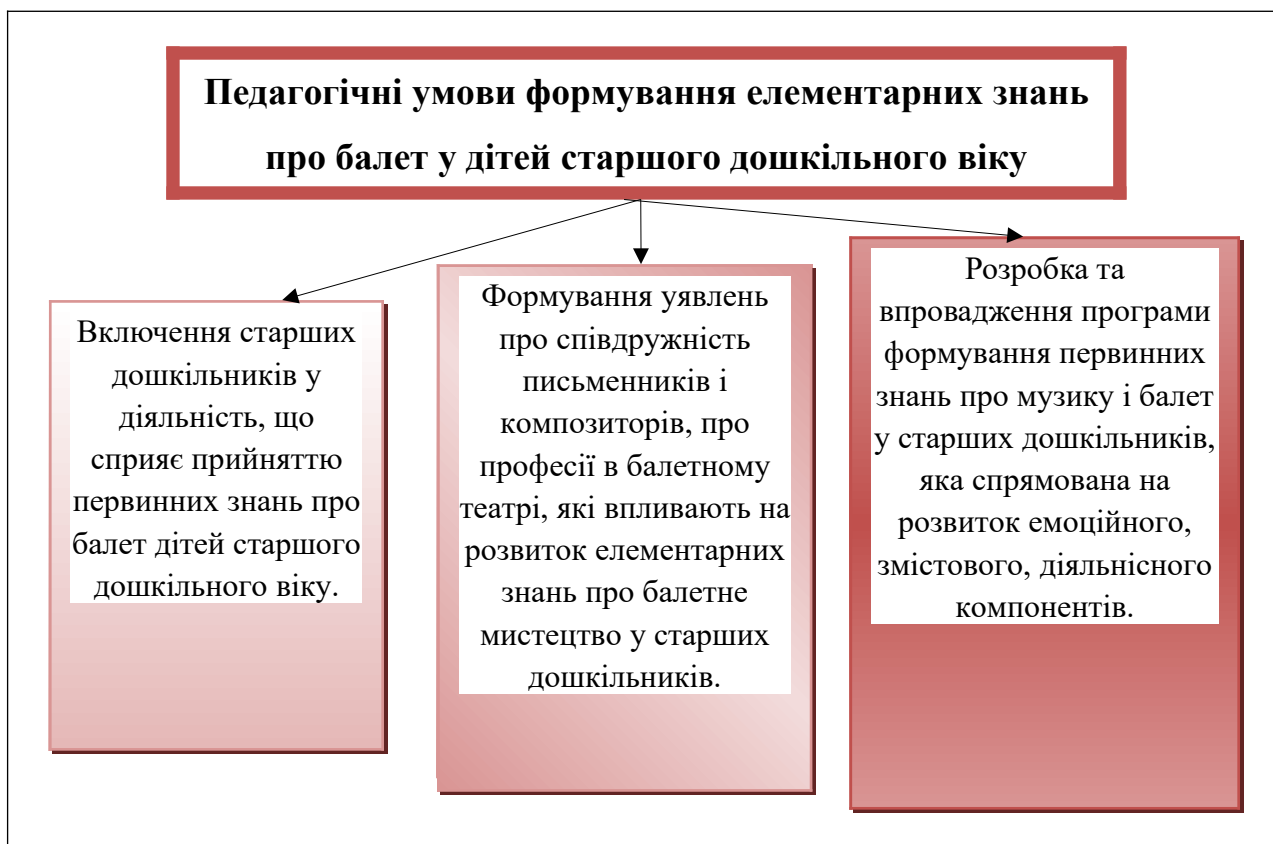 Педагогічні умови формування елементарних знань
про балет у дітей старшого дошкільного віку
Включення старших
дошкільників у
діяльність, що
сприяє прийняттю
первинних знань про
балет дітей старшого
дошкільного віку.
Формування уявлень
про співдружність
письменників і
композиторів, про
професії в балетному
театрі, які впливають на
розвиток елементарних
знань про балетне
мистецтво у старших
дошкільників.
Розробка та
впровадження програми
формування первинних
знань про музику і балет
у старших дошкільників,
яка спрямована на
розвиток емоційного,
змістового, діяльнісного
компонентів.